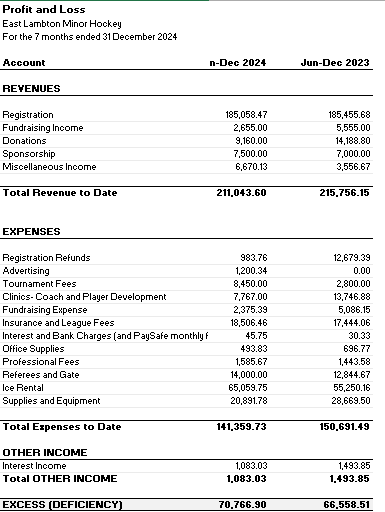 Profit and Loss
East Lambton Minor Hockey
For the 7 months ended 31 December 2024
Account n-Dec 2024 Jun-Dec 2023
REVENUES
Registration 185,058.47 185,455.68
Fundraising Income 2,655.00 5,555.00
Donations 9,160.00 14,188.80
Sponsorship 7,500.00 7,000.00
Miscellaneous Income 6,670.13 3,556.67
Total Revenue to Date 211,043.60 215,756.15
EXPENSES
Registration Refunds 983.76 12,679.39
Advertising 1,200.34 0.00
Tournament Fees 8,450.00 2,800.00
Clinics- Coach and Player Development 7,767.00 13,746.88
Fundraising Expense 2,375.39 5,086.15
Insurance and League Fees 18,506.46 17,444.06
Interest and Bank Charges (and PaySafe monthly f 45.75 30.33
Office Supplies 493.83 696.77
Professional Fees 1,585.67 1,443.58
Referees and Gate 14,000.00 12,844.67
Ice Rental 65,059.75 55,250.16
Supplies and Equipment 20,891.78 28,669.50
Total Expenses to Date 141,359.73 150,691.49
OTHER INCOME
Interest Income 1,083.03 1,493.85
Total OTHER INCOME 1,083.03 1,493.85
EXCESS (DEFICIENCY) 70,766.90 66,558.51